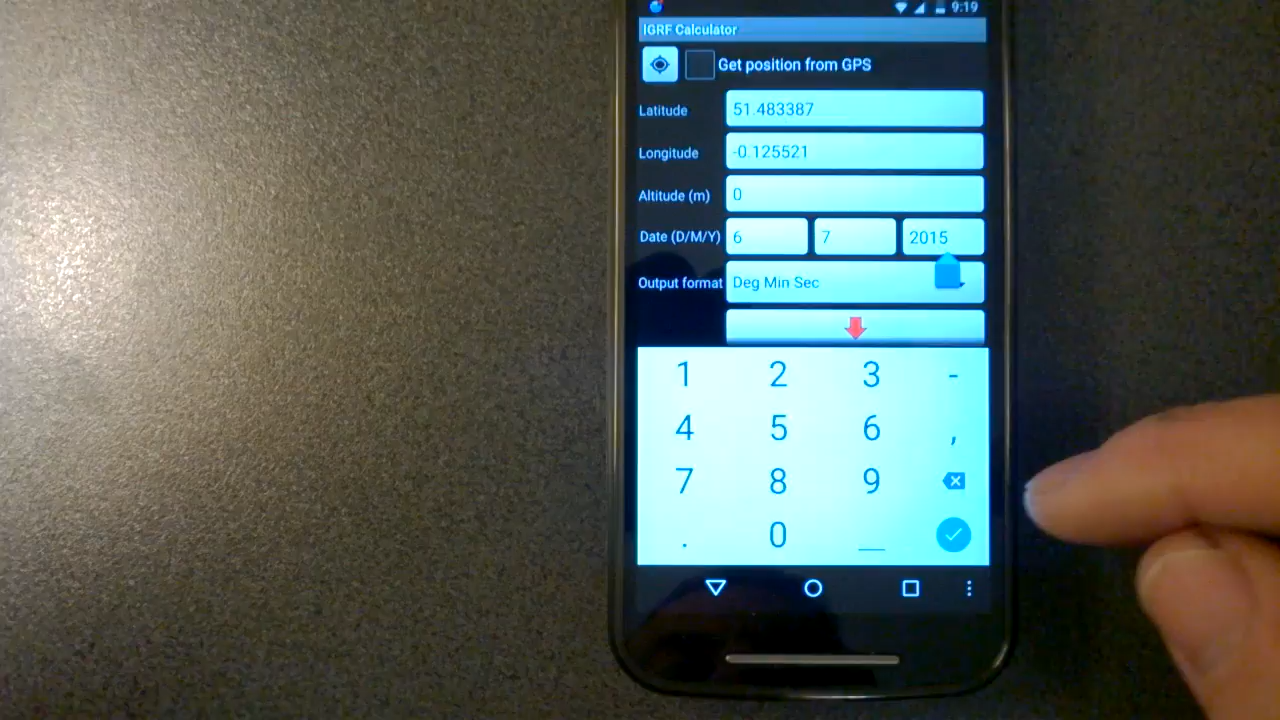 9:19
IGRF Calculator
Get position from GPS
Latitude 51.483387
Longitude -0.125521
Altitude (m) 0
Date (D/M/Y) 6 7 2015
Output format Deg Min Sec
1 2 3 -
4 5 6 ,
7 8 9
. 0